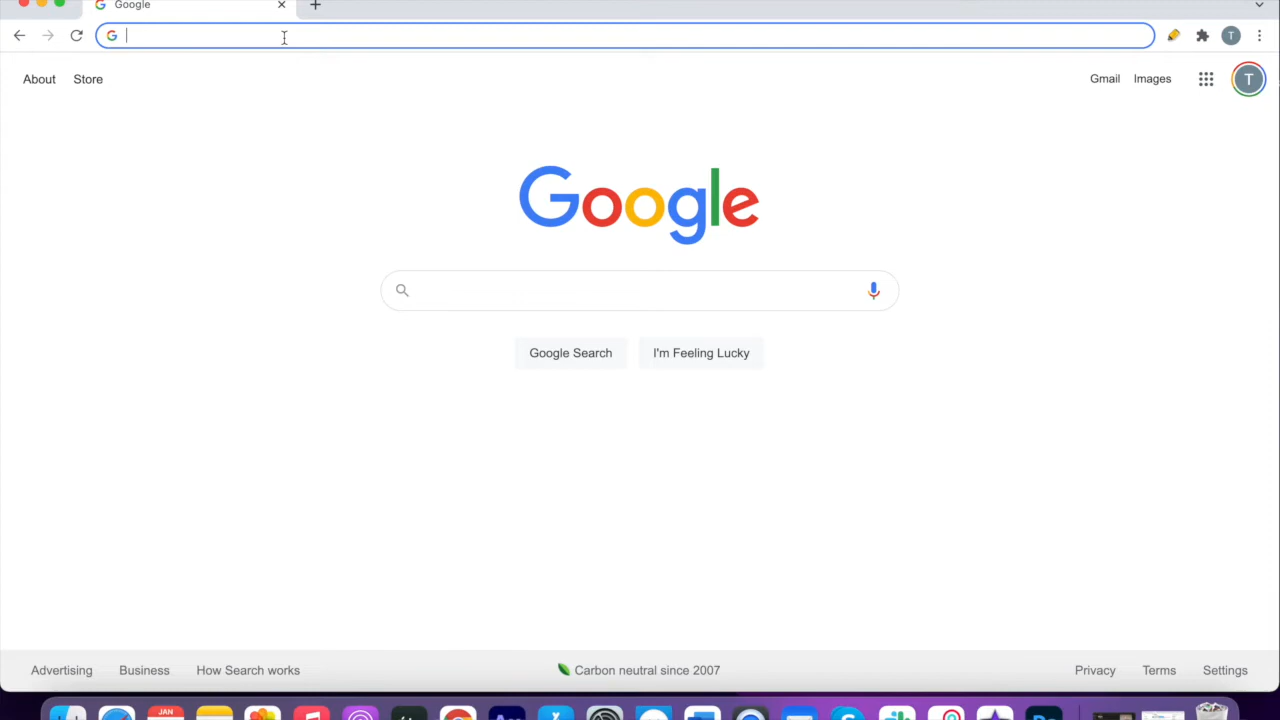 Google
T
About Store
Gmail Images
T
Google
Google Search I'm Feeling Lucky
Advertising Business How Search works
Carbon neutral since 2007
Privacy Terms Settings
JAN